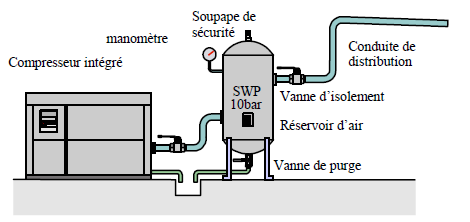 Soupape de
sécurité
manomètre
Conduite de
distribution
Compresseur intégré
SWP
10bar
Vanne d’isolement
Réservoir d’air
Vanne de purge